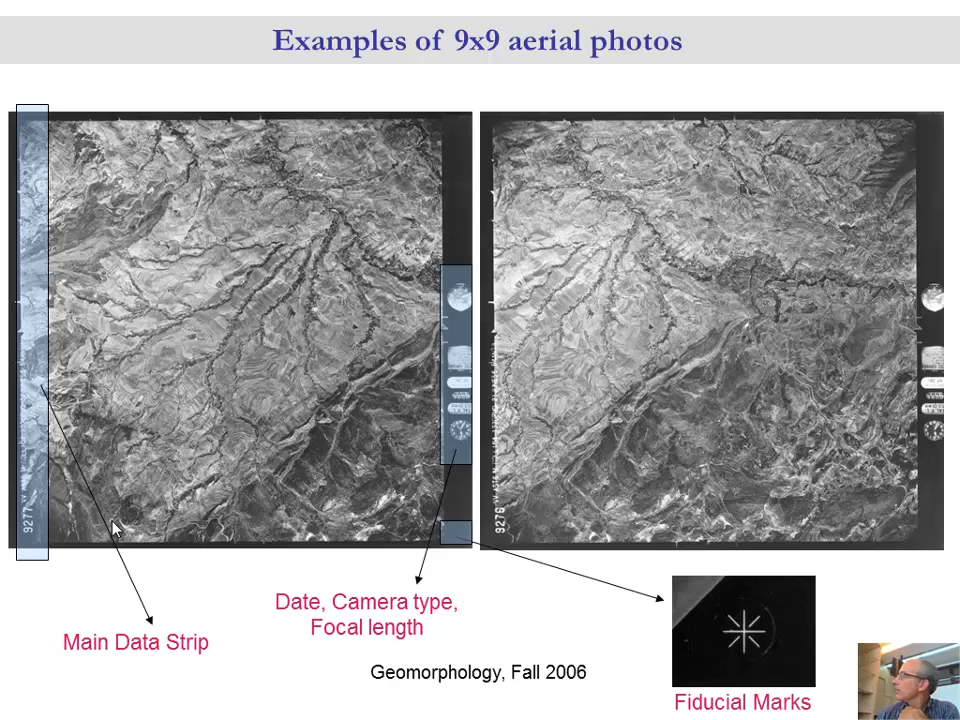 Examples of 9x9 aerial photos
9277
9276
Date, Camera type,
Focal length
Main Data Strip
Geomorphology, Fall 2006
Fiducial Marks